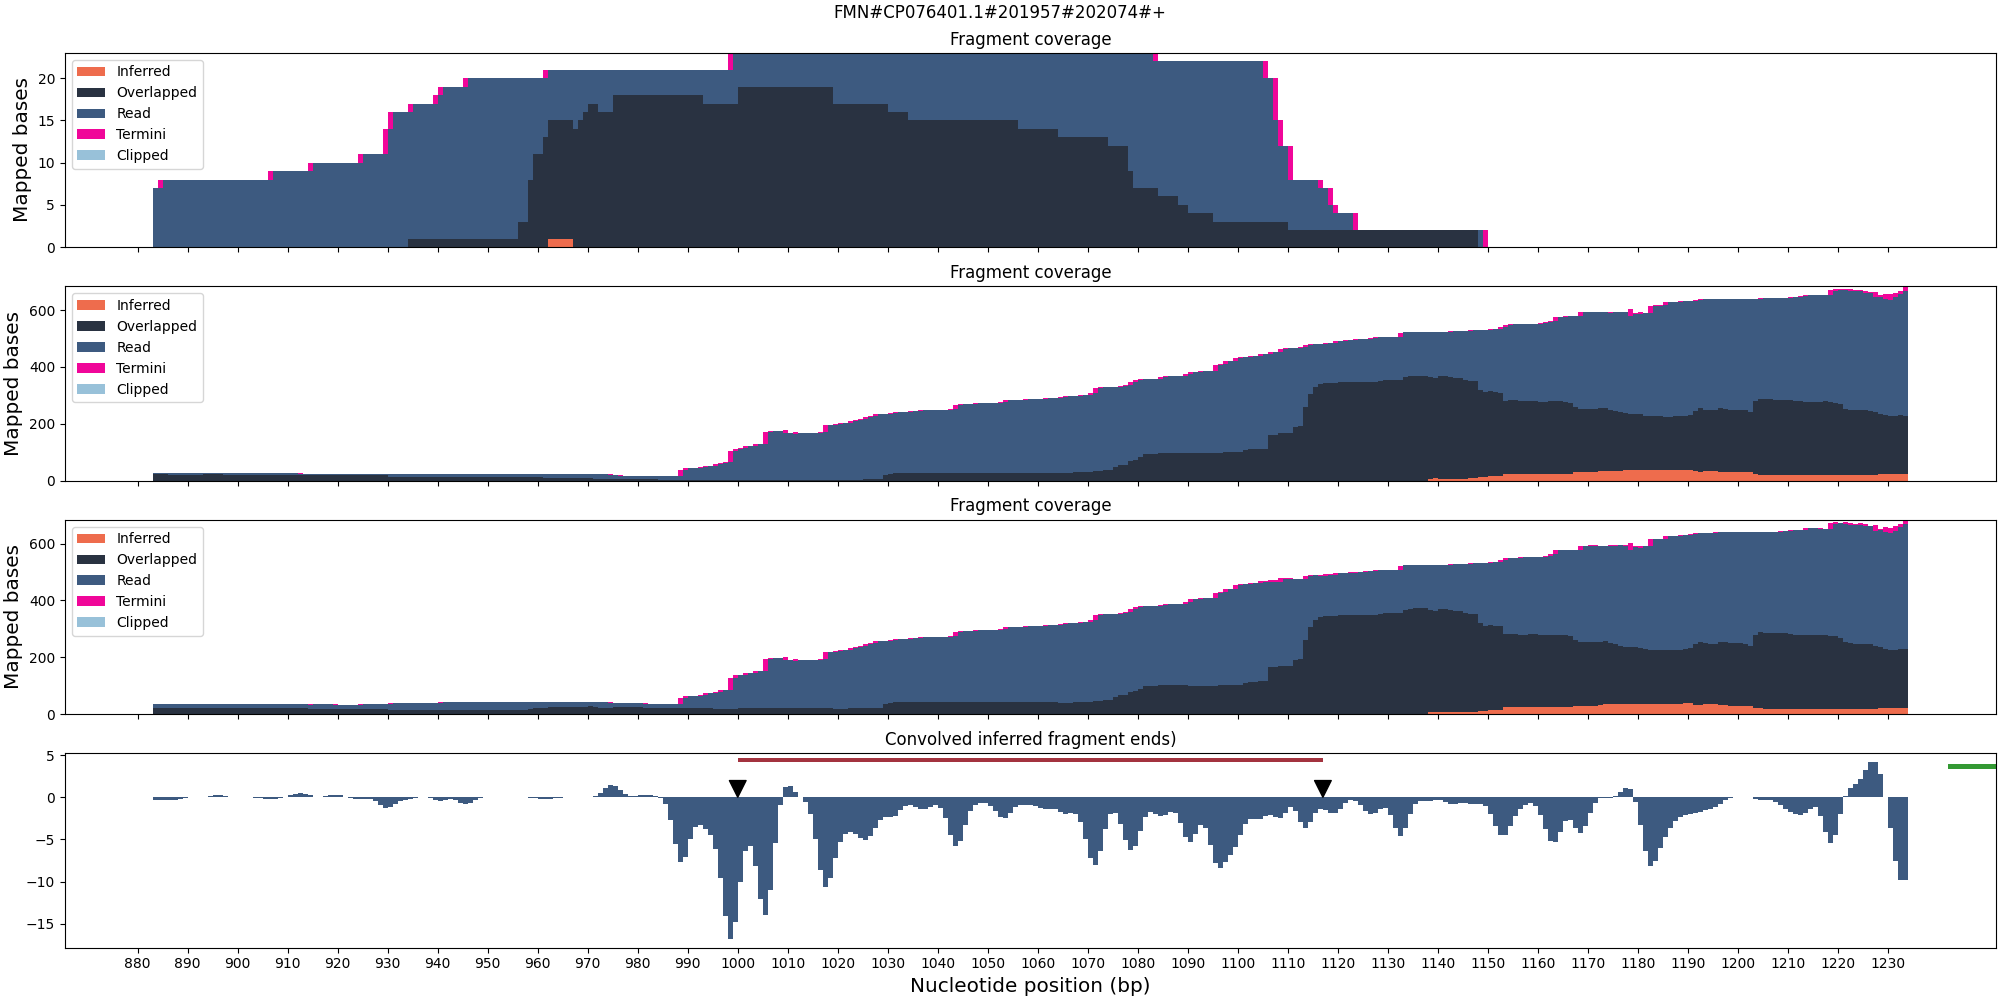 FMN#CP076401.1#201957#202074#+
Fragment coverage
Mapped bases
20
15
10
5
0
Inferred
Overlapped
Read
Termini
Clipped
Fragment coverage
Mapped bases
600
400
200
0
Inferred
Overlapped
Read
Termini
Clipped
Fragment coverage
Mapped bases
600
400
200
0
Inferred
Overlapped
Read
Termini
Clipped
Convolved inferred fragment ends)
5
0
−5
−10
−15
880 890 900 910 920 930 940 950 960 970 980 990 1000 1010 1020 1030 1040 1050 1060 1070 1080 1090 1100 1110 1120 1130 1140 1150 1160 1170 1180 1190 1200 1210 1220 1230
Nucleotide position (bp)